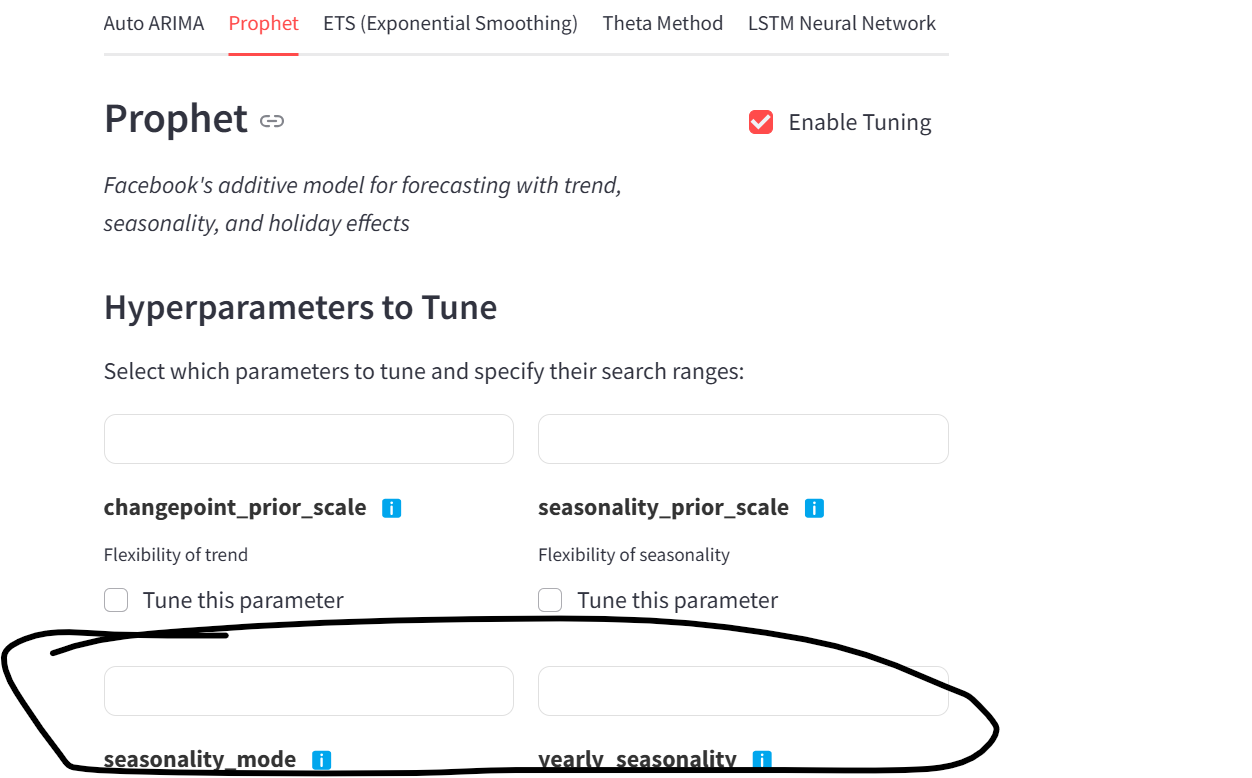 Auto ARIMA Prophet ETS (Exponential Smoothing) Theta Method LSTM Neural Network
Prophet
Enable Tuning
Facebook's additive model for forecasting with trend,
seasonality, and holiday effects
Hyperparameters to Tune
Select which parameters to tune and specify their search ranges:
changepoint_prior_scale i seasonality_prior_scale i
Flexibility of trend Flexibility of seasonality
Tune this parameter Tune this parameter
seasonality_mode i yearly_seasonality i